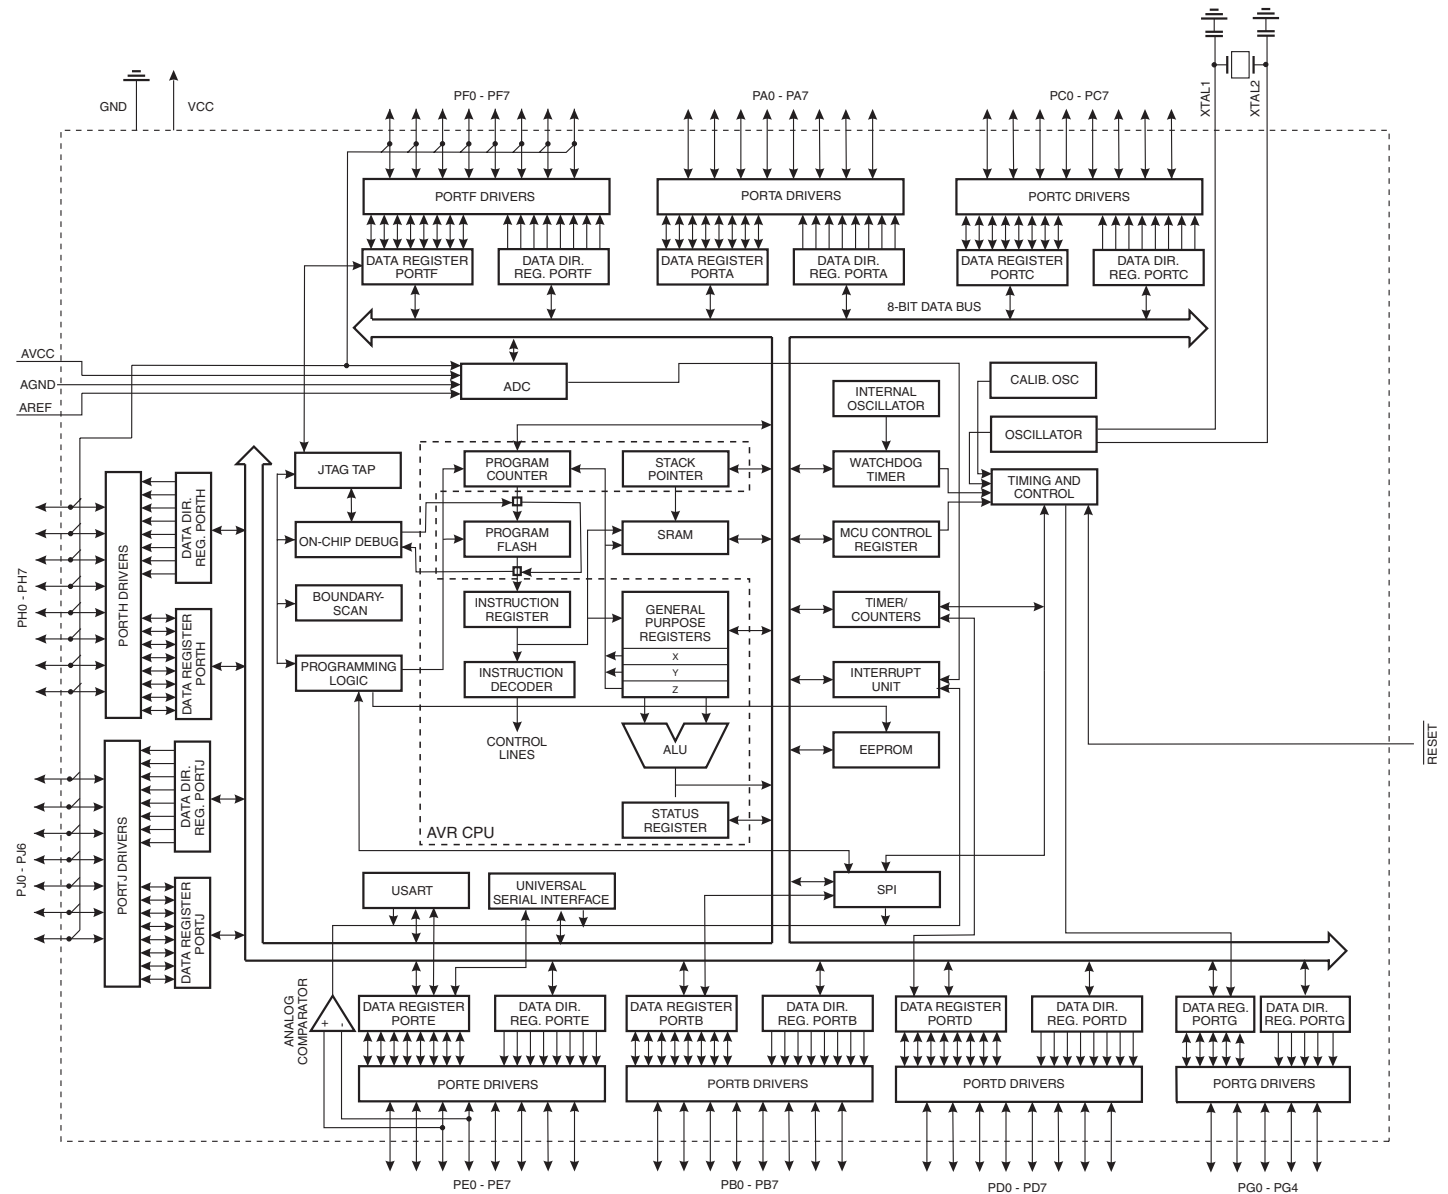 XTAL1
XTAL2
GND
VCC
PF0 - PF7
PA0 - PA7
PC0 - PC7
PORTF DRIVERS
PORTA DRIVERS
PORTC DRIVERS
DATA REGISTER
PORTF
DATA DIR.
REG. PORTF
DATA REGISTER
PORTA
DATA DIR.
REG. PORTA
DATA REGISTER
PORTC
DATA DIR.
REG. PORTC
8-BIT DATA BUS
AVCC
AGND
AREF
ADC
INTERNAL
OSCILLATOR
CALIB. OSC
OSCILLATOR
JTAG TAP
PROGRAM
COUNTER
STACK
POINTER
WATCHDOG
TIMER
TIMING AND
CONTROL
ON-CHIP DEBUG
PROGRAM
FLASH
SRAM
MCU CONTROL
REGISTER
BOUNDARY-
SCAN
INSTRUCTION
REGISTER
GENERAL
PURPOSE
REGISTERS
X
Y
Z
TIMER/
COUNTERS
PROGRAMMING
LOGIC
INSTRUCTION
DECODER
INTERRUPT
UNIT
CONTROL
LINES
ALU
EEPROM
RESET
STATUS
REGISTER
AVR CPU
PH0 - PH7
PORTH DRIVERS
DATA DIR.
REG. PORTH
DATA REGISTER
PORTH
PJ0 - PJ6
PORTJ DRIVERS
DATA DIR.
REG. PORTJ
DATA REGISTER
PORTJ
USART
UNIVERSAL
SERIAL INTERFACE
SPI
ANALOG
COMPARATOR
+
-
DATA REGISTER
PORTE
DATA DIR.
REG. PORTE
DATA REGISTER
PORTB
DATA DIR.
REG. PORTB
DATA REGISTER
PORTD
DATA DIR.
REG. PORTD
DATA REG.
PORTG
DATA DIR.
REG. PORTG
PORTE DRIVERS
PORTB DRIVERS
PORTD DRIVERS
PORTG DRIVERS
PE0 - PE7
PB0 - PB7
PD0 - PD7
PG0 - PG4